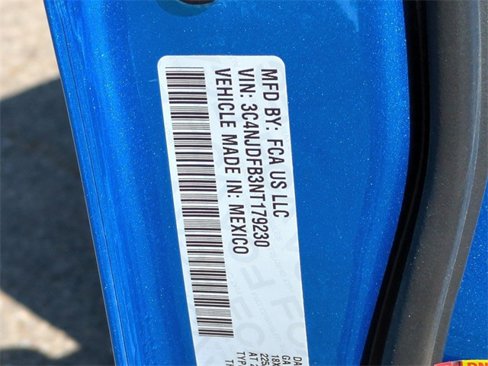 MFD BY: FCA US LLC
VIN: 3C4NJDFB3NT179230
VEHICLE MADE IN: MEXICO